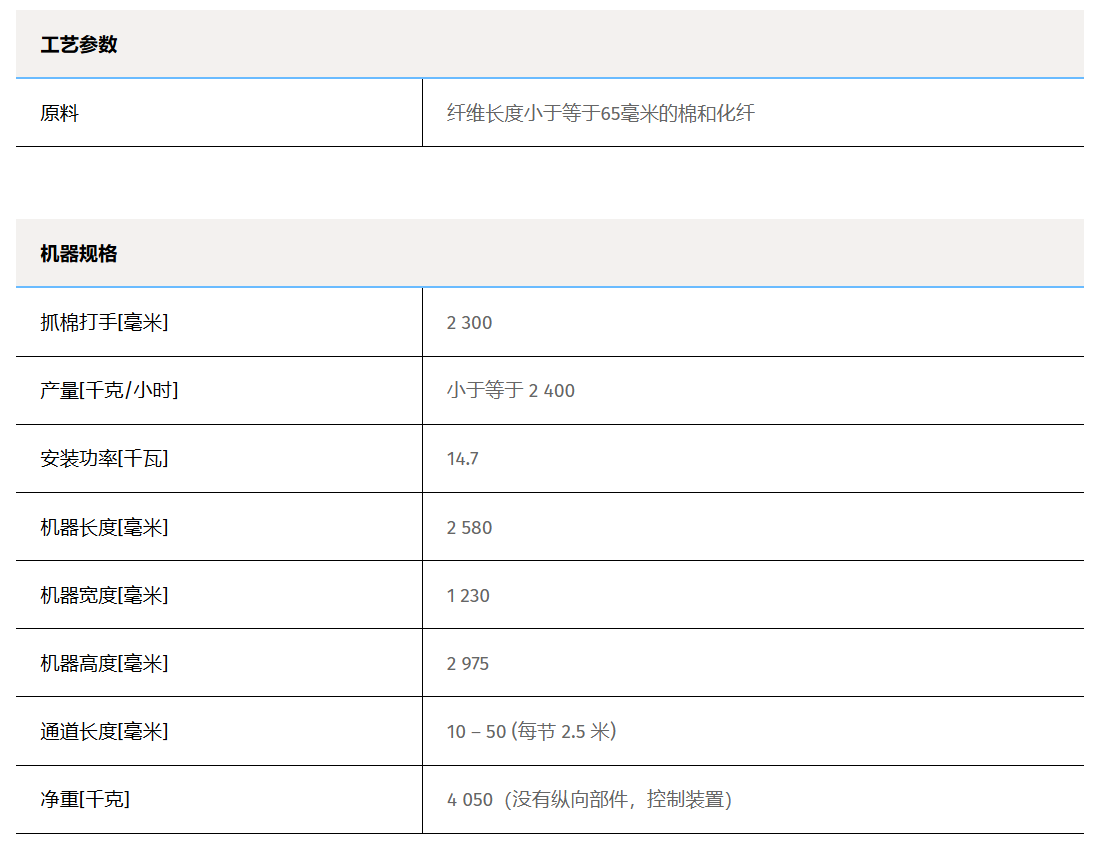 工艺参数
原料 纤维长度小于等于65毫米的棉和化纤
机器规格
抓棉打手[毫米] 2 300
产量[千克/小时] 小于等于 2 400
安装功率[千瓦] 14.7
机器长度[毫米] 2 580
机器宽度[毫米] 1 230
机器高度[毫米] 2 975
通道长度[毫米] 10 – 50 (每节 2.5 米)
净重[千克] 4 050（没有纵向部件，控制装置）